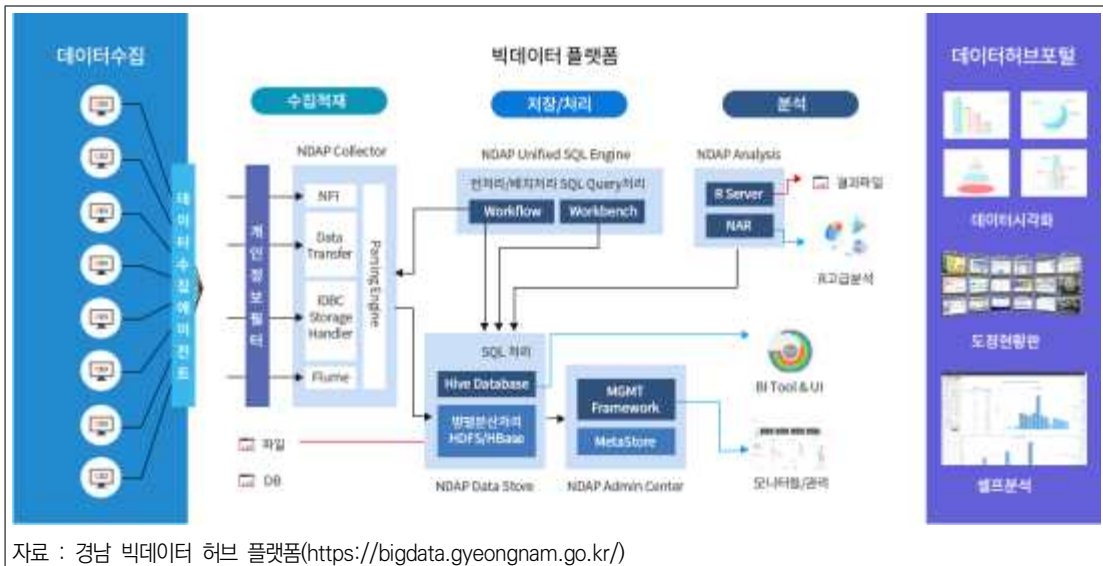 데이터수집
데이터수집에이전트
개인정보필터
빅데이터 플랫폼
수집적재
NDAP Collector
NFi
Data
Transfer
IDBC
Storage
Handler
Flume
Parsing Engine
파일
DB
저장/처리
NDAP Unified SQL Engine
전처리/배치처리 SQL Query처리
Workflow
Workbench
SQL 처리
Hive Database
병렬분산처리
HDFS/HBase
NDAP Data Store
MGMT
Framework
MetaStore
NDAP Admin Center
분석
NDAP Analysis
R Server
NAR
결과파일
R고급분석
BI Tool & UI
모니터링/관리
데이터허브포털
데이터시각화
도정현황판
셀프분석
자료 : 경남 빅데이터 허브 플랫폼(https://bigdata.gyeongnam.go.kr/)